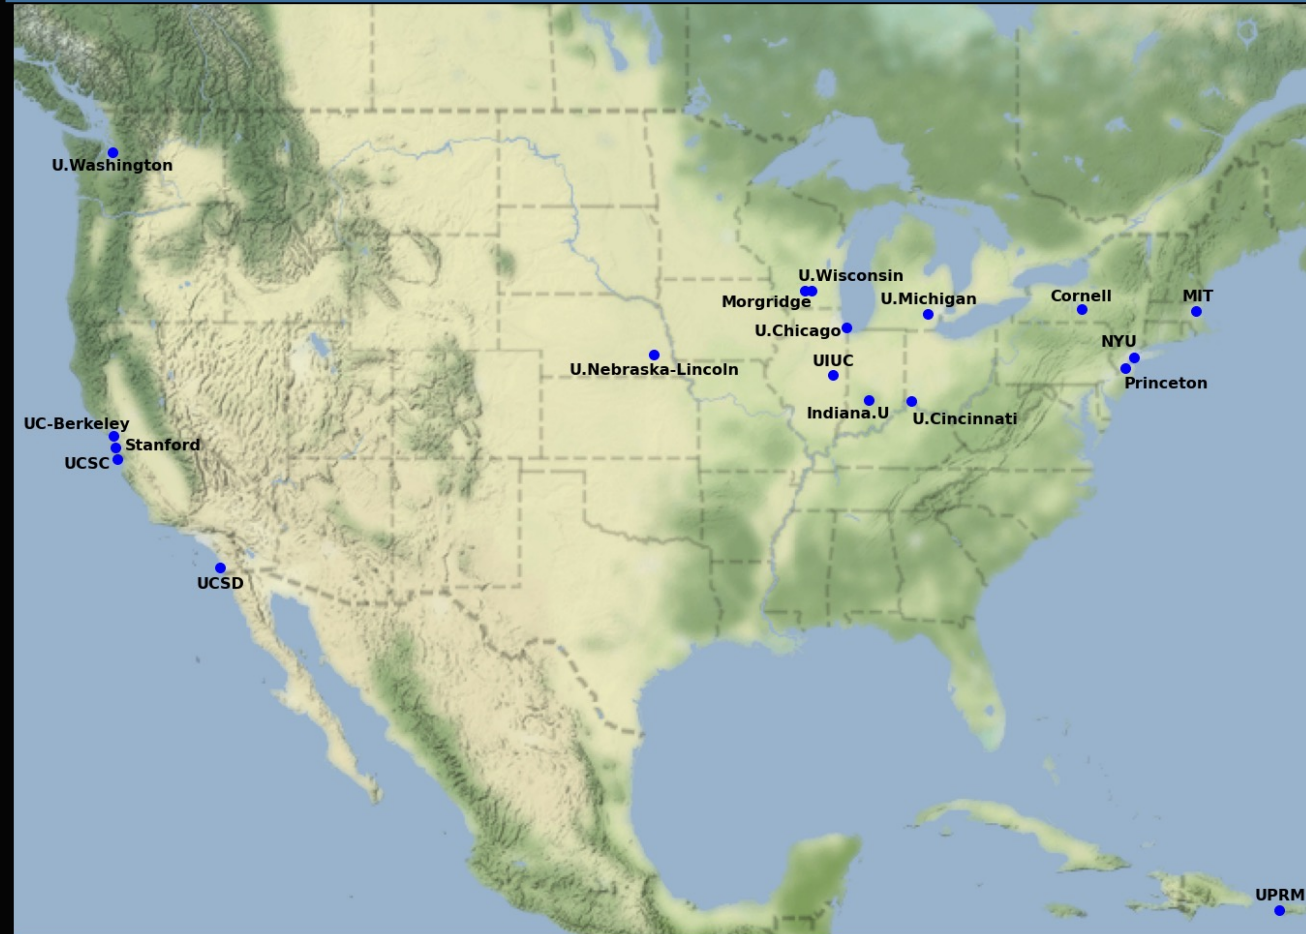 U.Washington
U.Wisconsin
Morgridge
U.Michigan
Cornell
MIT
U.Chicago
NYU
UIUC
U.Nebraska-Lincoln
Princeton
Indiana.U
U.Cincinnati
UC-Berkeley
Stanford
UCSC
UCSD
UPRM